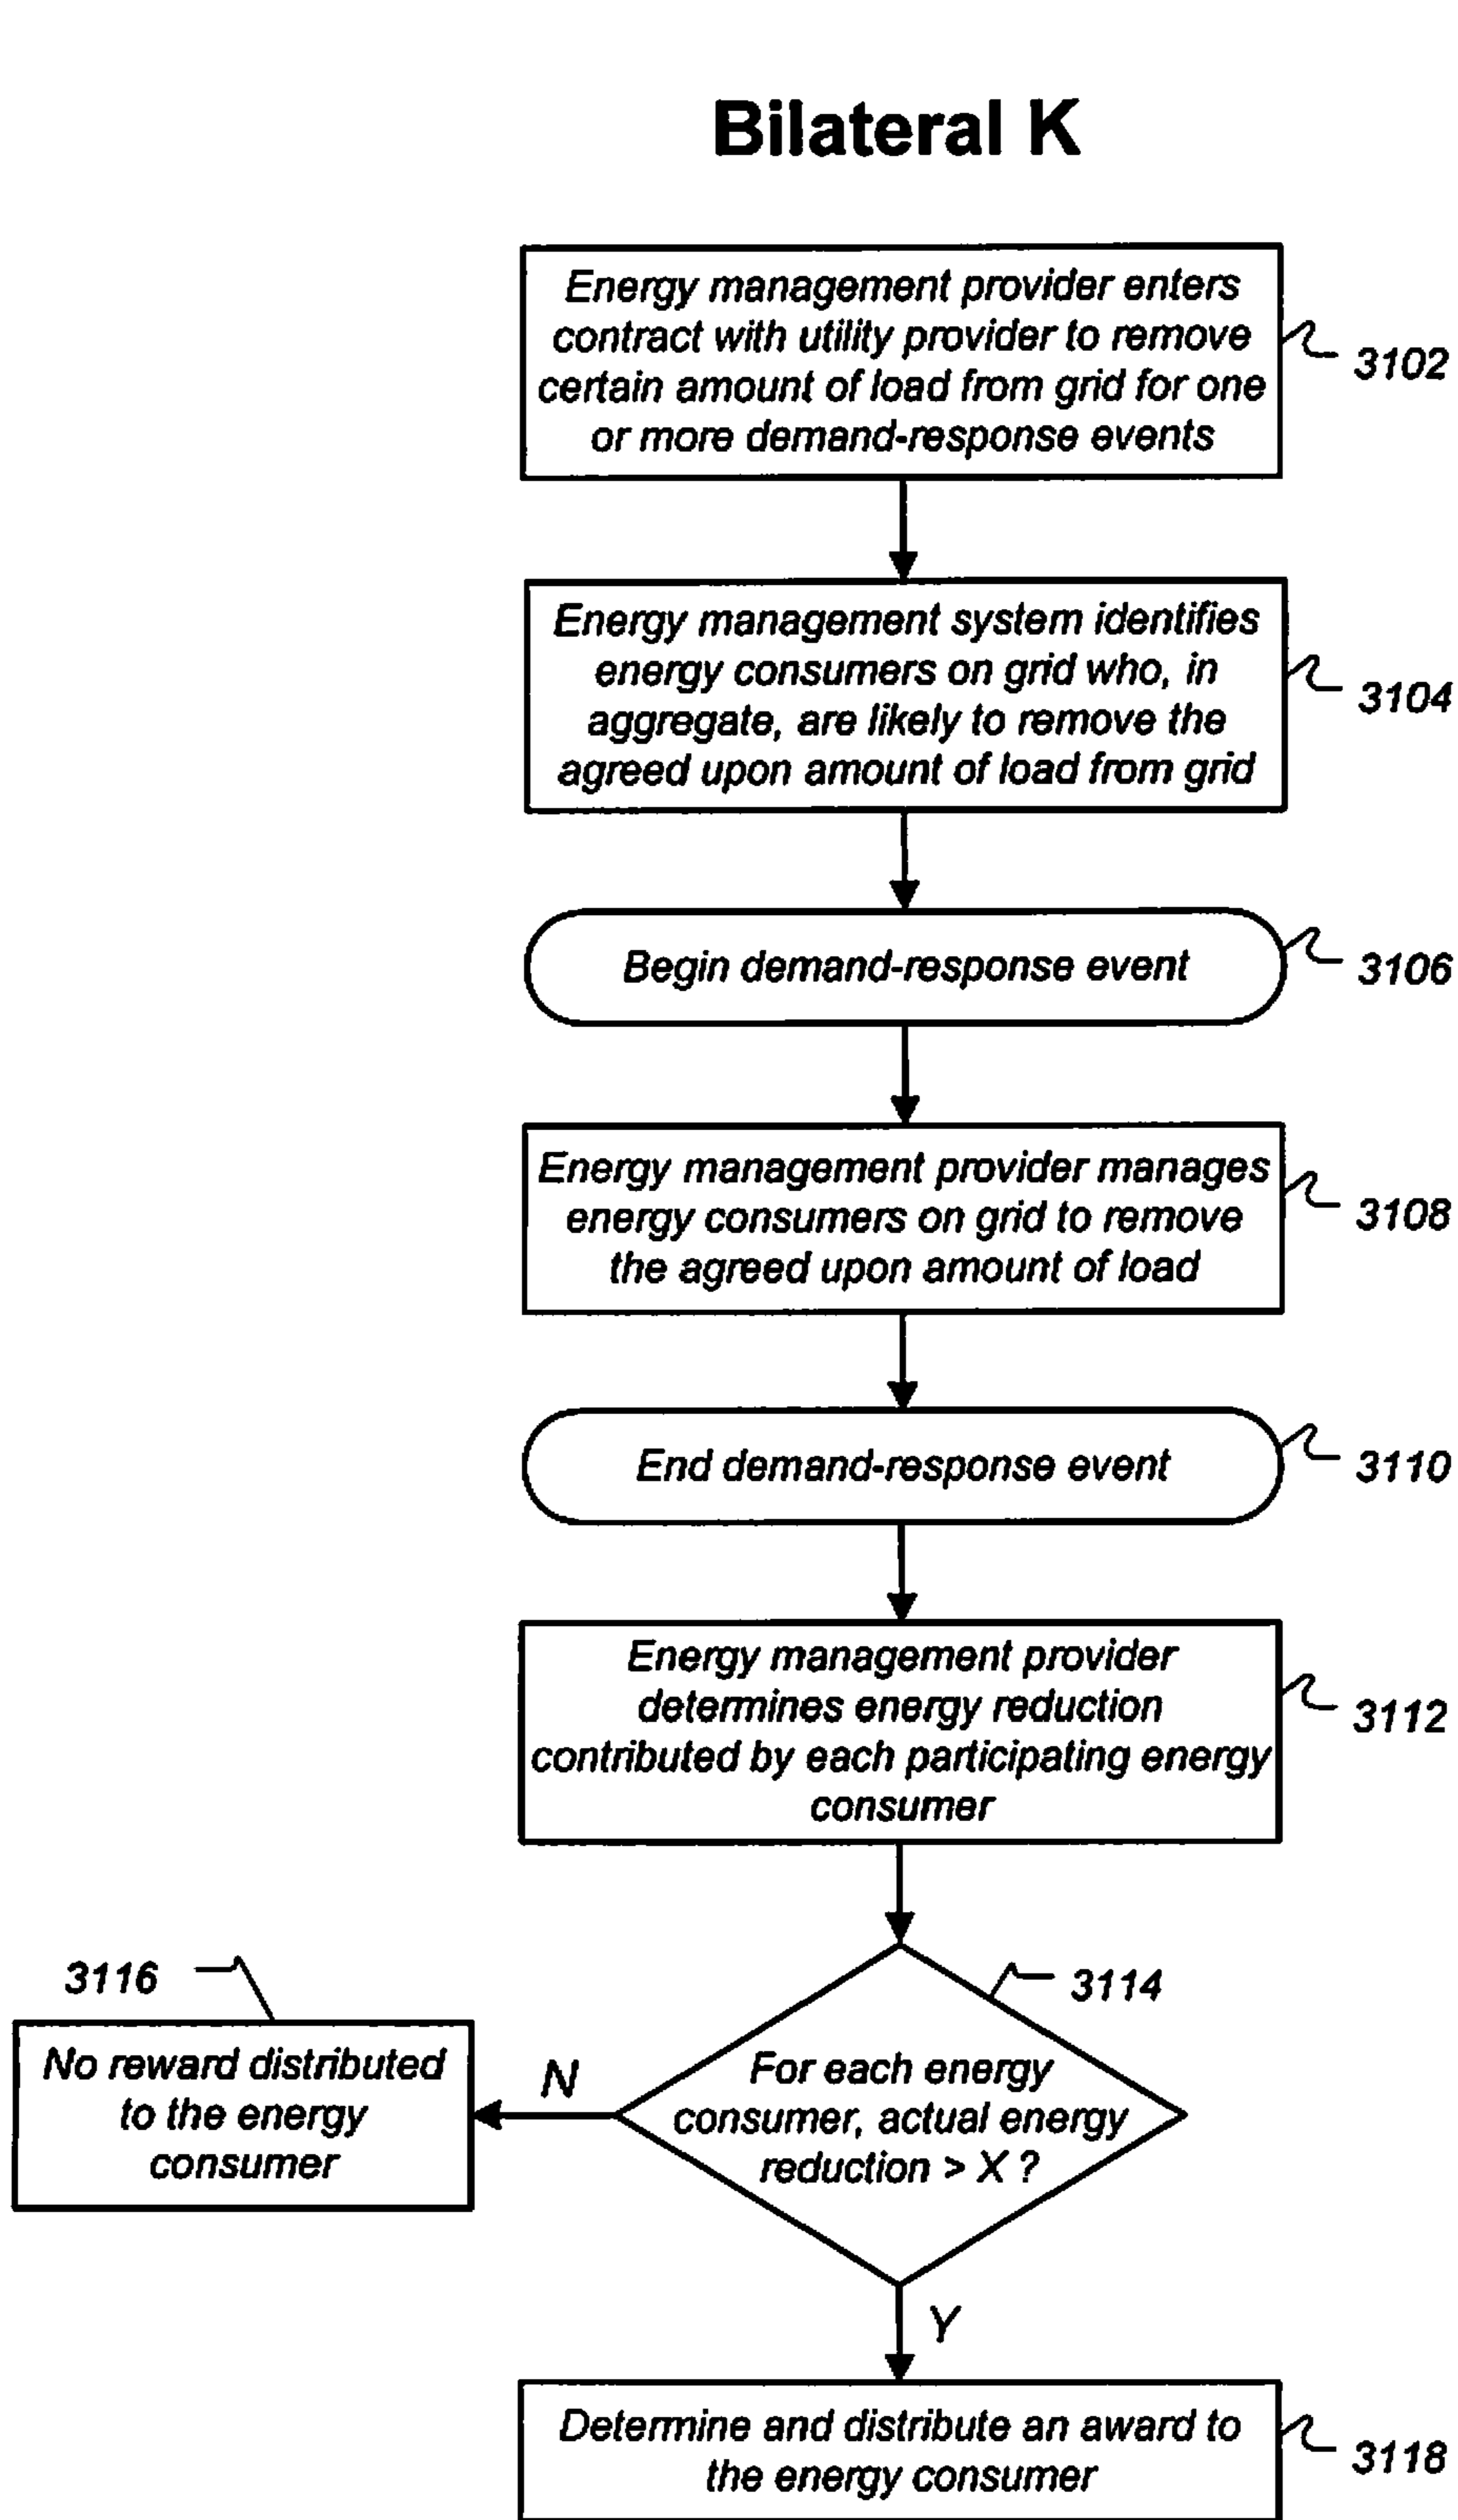 Bilateral K
Energy management provider enters
contract with utility provider to remove
certain amount of load from grid for one
or more demand-response events
3102
Energy management system identifies
energy consumers on grid who, in
aggregate, are likely to remove the
agreed upon amount of load from grid
3104
Begin demand-response event
3106
Energy management provider manages
energy consumers on grid to remove
the agreed upon amount of load
3108
End demand-response event
3110
Energy management provider
determines energy reduction
contributed by each participating energy
consumer
3112
3116
3114
No reward distributed
to the energy
consumer
N
For each energy
consumer, actual energy
reduction > X ?
Y
Determine and distribute an award to
the energy consumer
3118